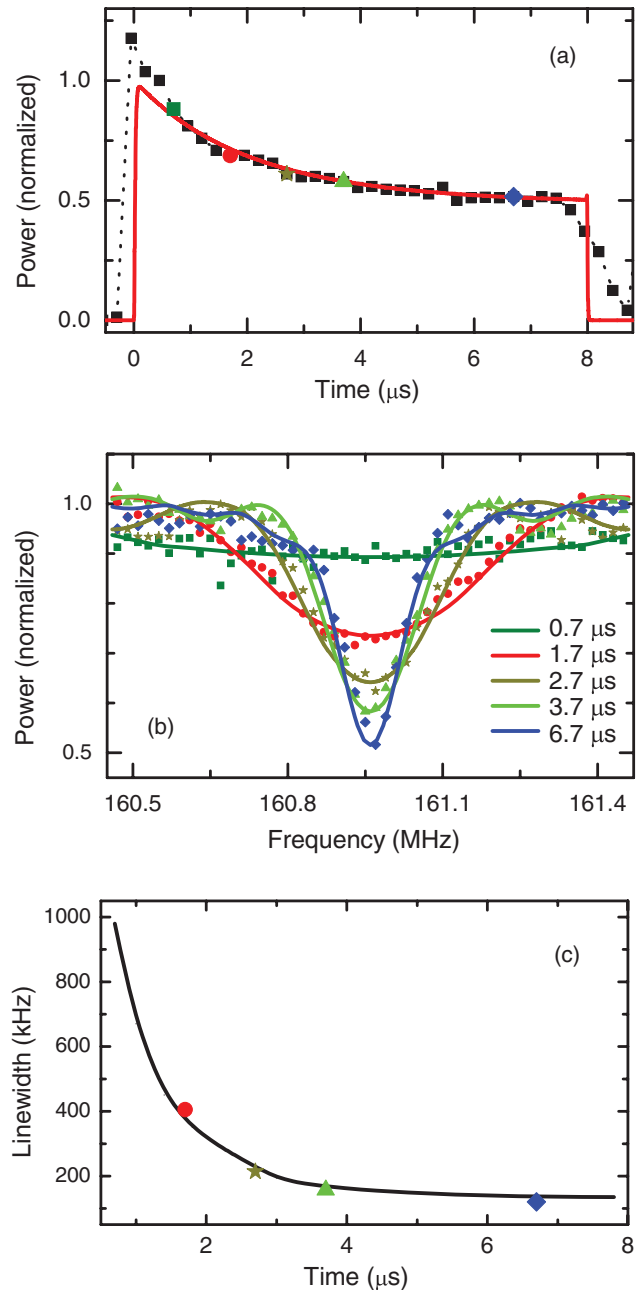 (a)
Power (normalized)
1.0
0.5
0.0
0 2 4 6 8
Time (μs)
Power (normalized)
1.0
0.5
0.7 μs
1.7 μs
2.7 μs
3.7 μs
6.7 μs
(b)
160.5 160.8 161.1 161.4
Frequency (MHz)
Linewidth (kHz)
1000
800
600
400
200
(c)
2 4 6 8
Time (μs)